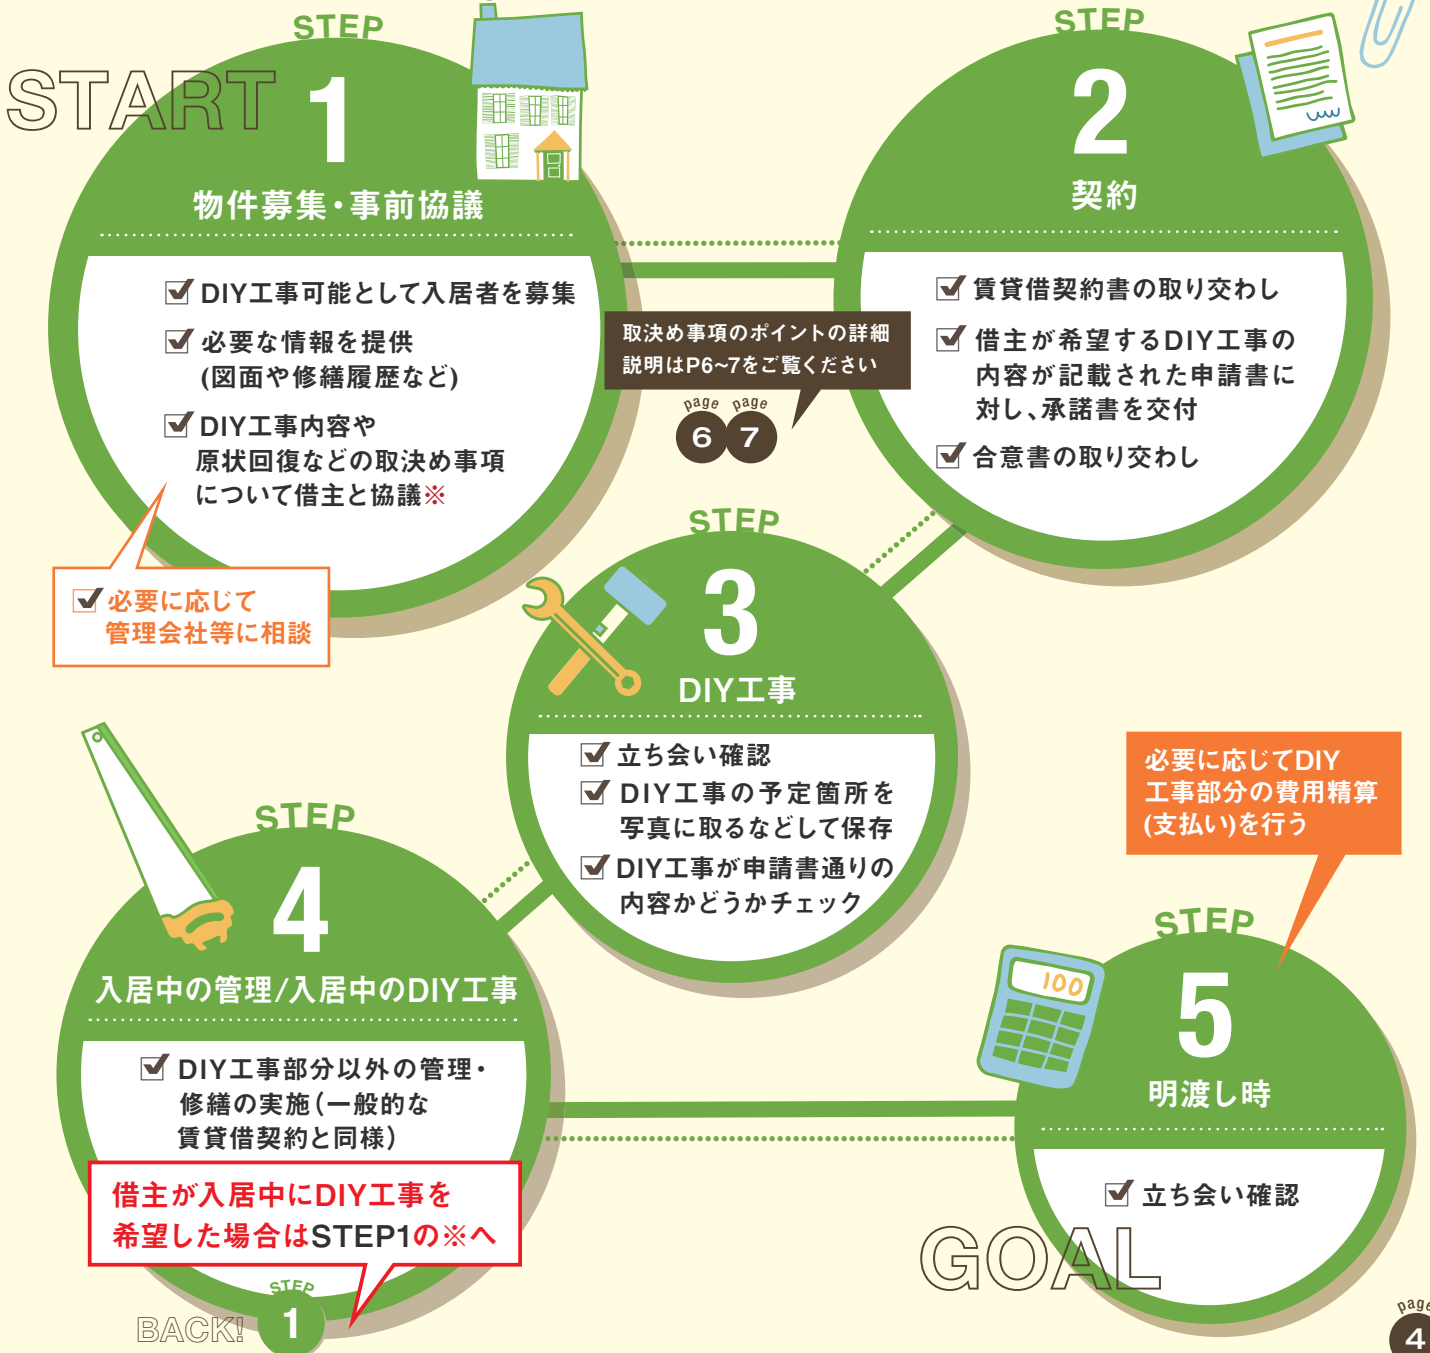 START
STEP
1
物件募集・事前協議
DIY工事可能として入居者を募集
必要な情報を提供
(図面や修繕履歴など)
DIY工事内容や
原状回復などの取決め事項
について借主と協議※
必要に応じて
管理会社等に相談
取決め事項のポイントの詳細
説明はP6~7をご覧ください
page page
6 7
STEP
2
契約
賃貸借契約書の取り交わし
借主が希望するDIY工事の
内容が記載された申請書に
対し、承諾書を交付
合意書の取り交わし
STEP
3
DIY工事
立ち会い確認
DIY工事の予定箇所を
写真に取るなどして保存
DIY工事が申請書通りの
内容かどうかチェック
STEP
4
入居中の管理/入居中のDIY工事
DIY工事部分以外の管理・
修繕の実施(一般的な
賃貸借契約と同様)
借主が入居中にDIY工事を
希望した場合はSTEP1の※へ
BACK!
STEP
1
必要に応じてDIY
工事部分の費用精算
(支払い)を行う
STEP
100
5
明渡し時
立ち会い確認
GOAL
page
4